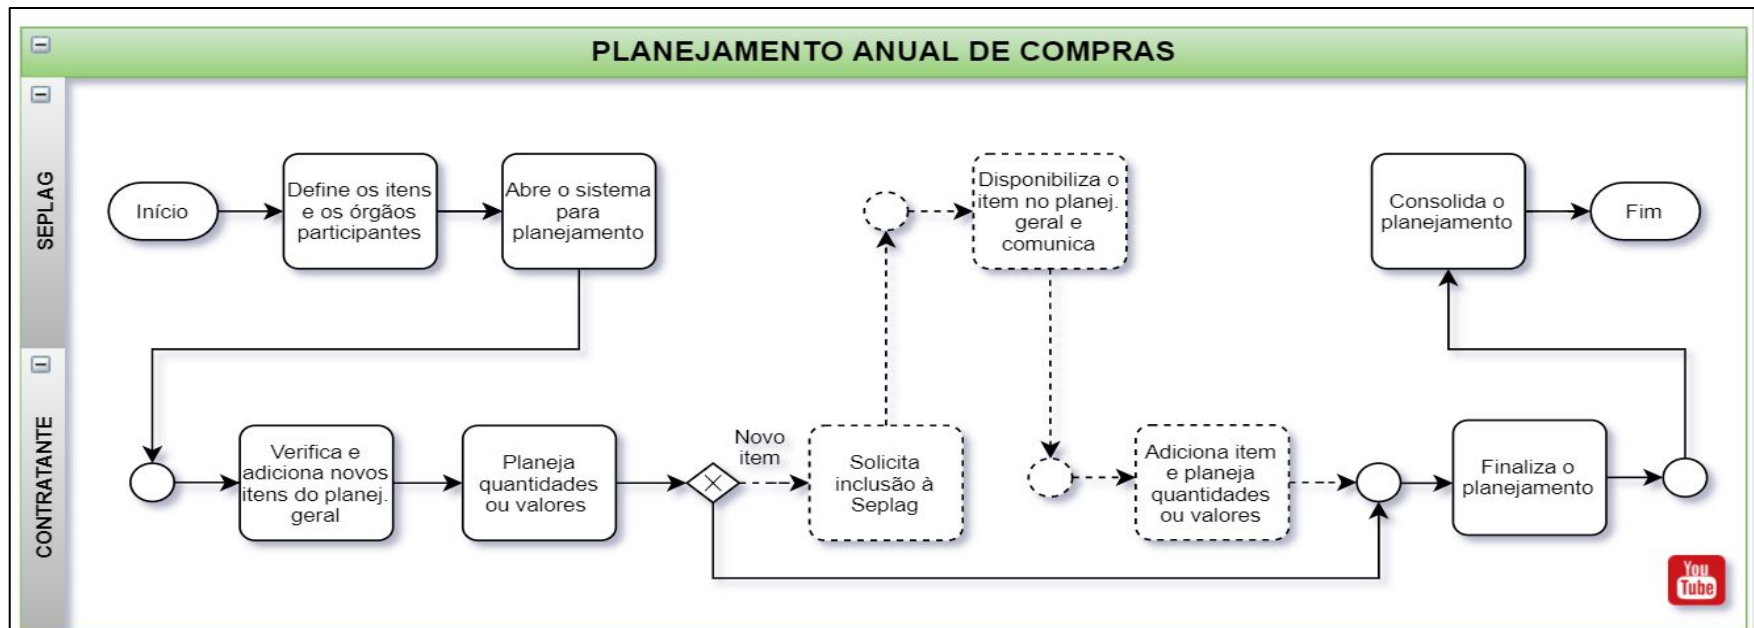 PLANEJAMENTO ANUAL DE COMPRAS
SEPLAG
Início
Define os itens
e os órgãos
participantes
Abre o sistema
para
planejamento
Disponibiliza o
item no planej.
geral e
comunica
Consolida o
planejamento
Fim
CONTRATANTE
Verifica e
adiciona novos
itens do planej.
geral
Planeja
quantidades
ou valores
Novo
item
Solicita
inclusão à
Seplag
Adiciona item
e planeja
quantidades
ou valores
Finaliza o
planejamento
You
Tube